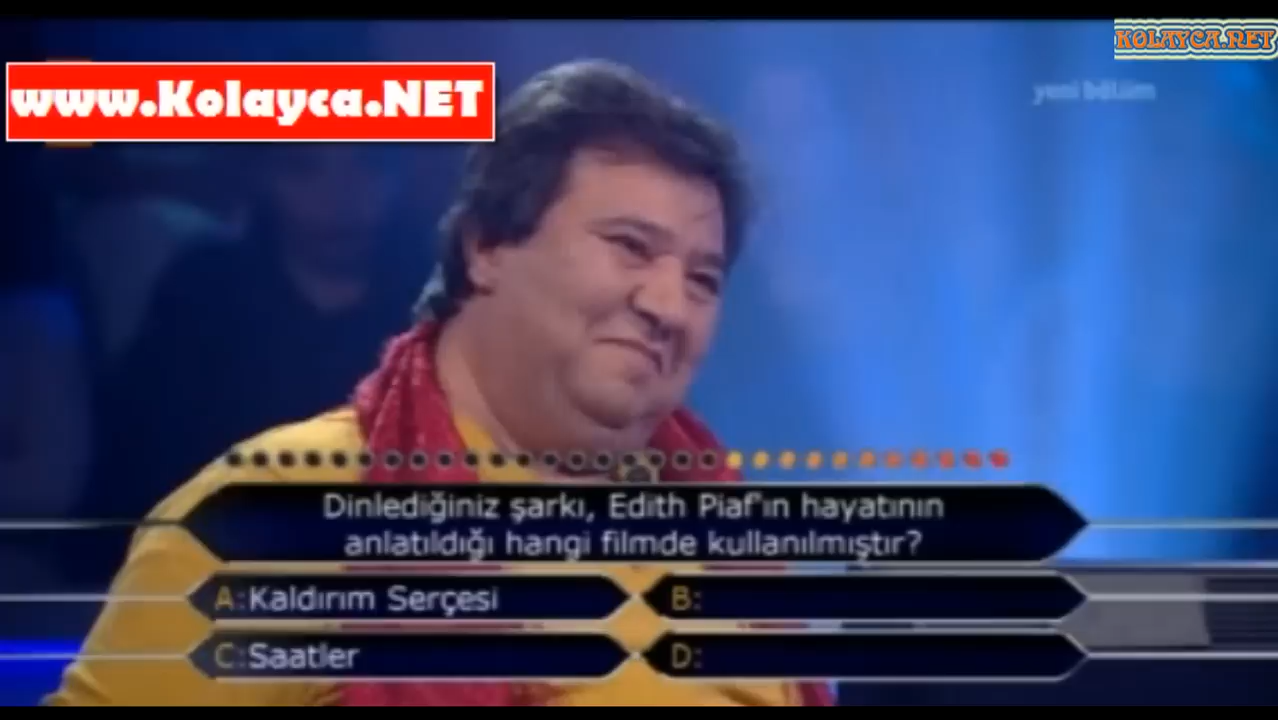 KOLAYCA.NET
www.Kolayca.NET
yeni bölüm
Dinlediğiniz şarkı, Edith Piaf'ın hayatının
anlatıldığı hangi filmde kullanılmıştır?
A: Kaldırım Serçesi
B:
C: Saatler
D: